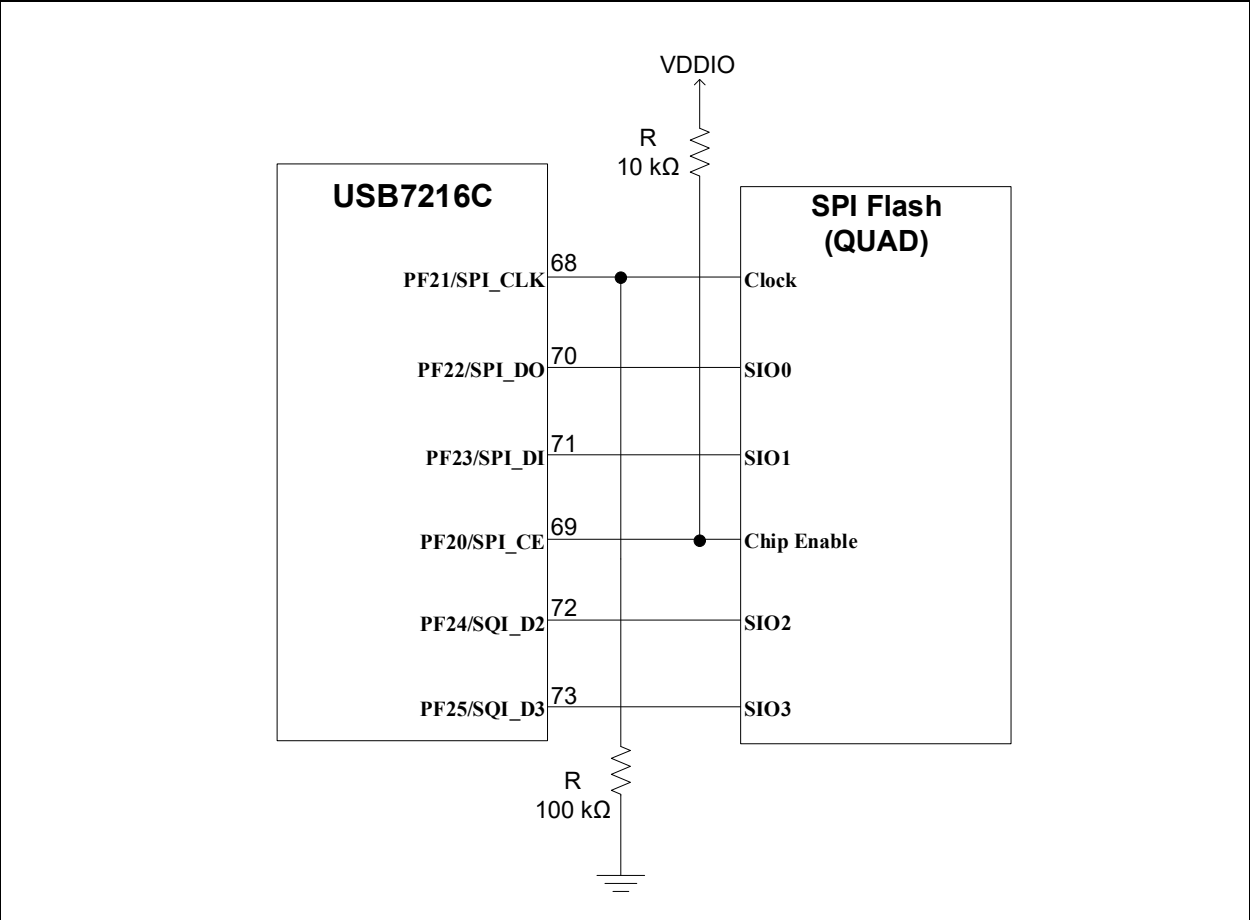 VDDIO
R
10 kΩ
USB7216C
SPI Flash
(QUAD)
PF21/SPI_CLK
68
Clock
PF22/SPI_DO
70
SIO0
PF23/SPI_DI
71
SIO1
PF20/SPI_CE
69
Chip Enable
PF24/SQI_D2
72
SIO2
PF25/SQI_D3
73
SIO3
R
100 kΩ